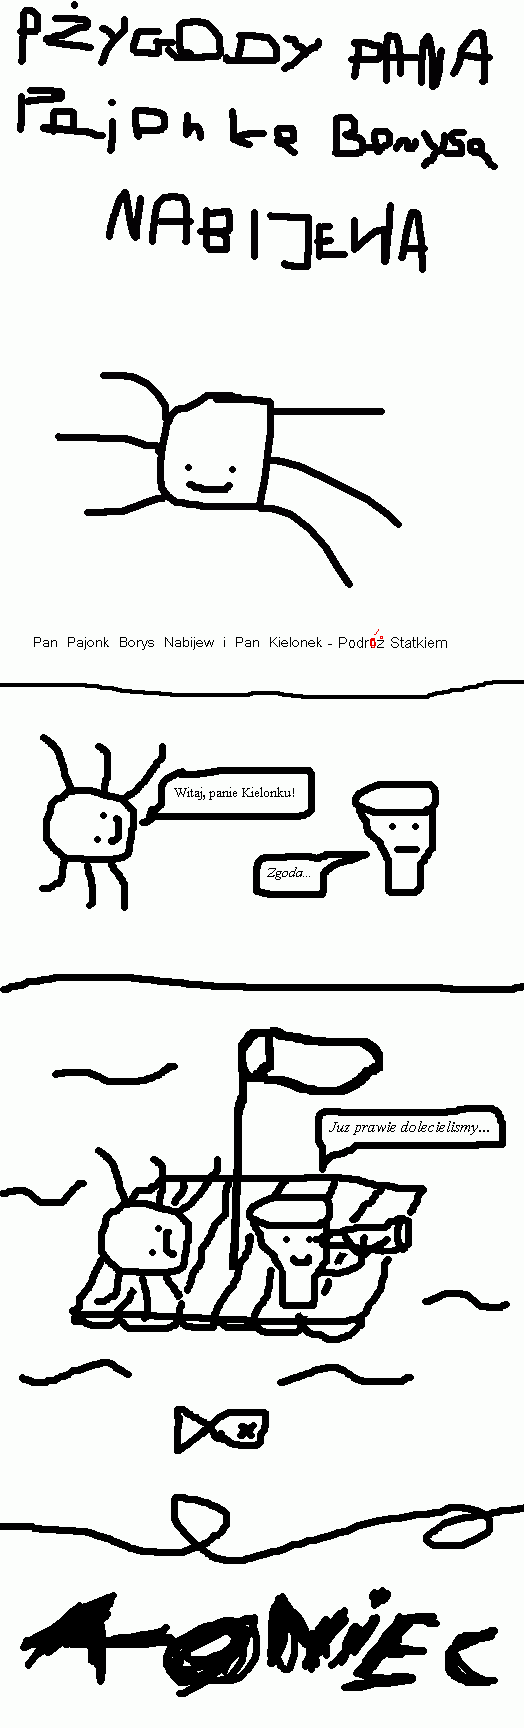 PŻYGODY PANA
Pajonka Borysa
NABIJEWA
Pan Pajonk Borys Nabijew i Pan Kielonek - Podróż Statkiem
Witaj, panie Kielonku!
Zgoda...
Juz prawie dolecielismy...
KONIEC